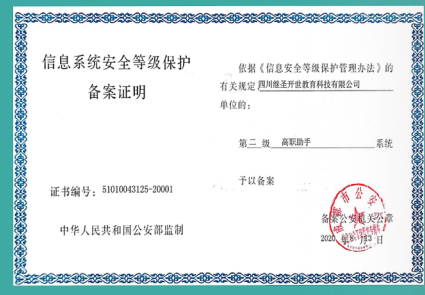 信息系统安全等级保护
备案证明
证书编号：51010043125-20001
中华人民共和国公安部监制
依据《信息安全等级保护管理办法》的
有关规定 四川继圣开世教育科技有限公司
单位的：
第二 级 高职助手 系统
予以备案
备案公安机关公章
2020 年 日